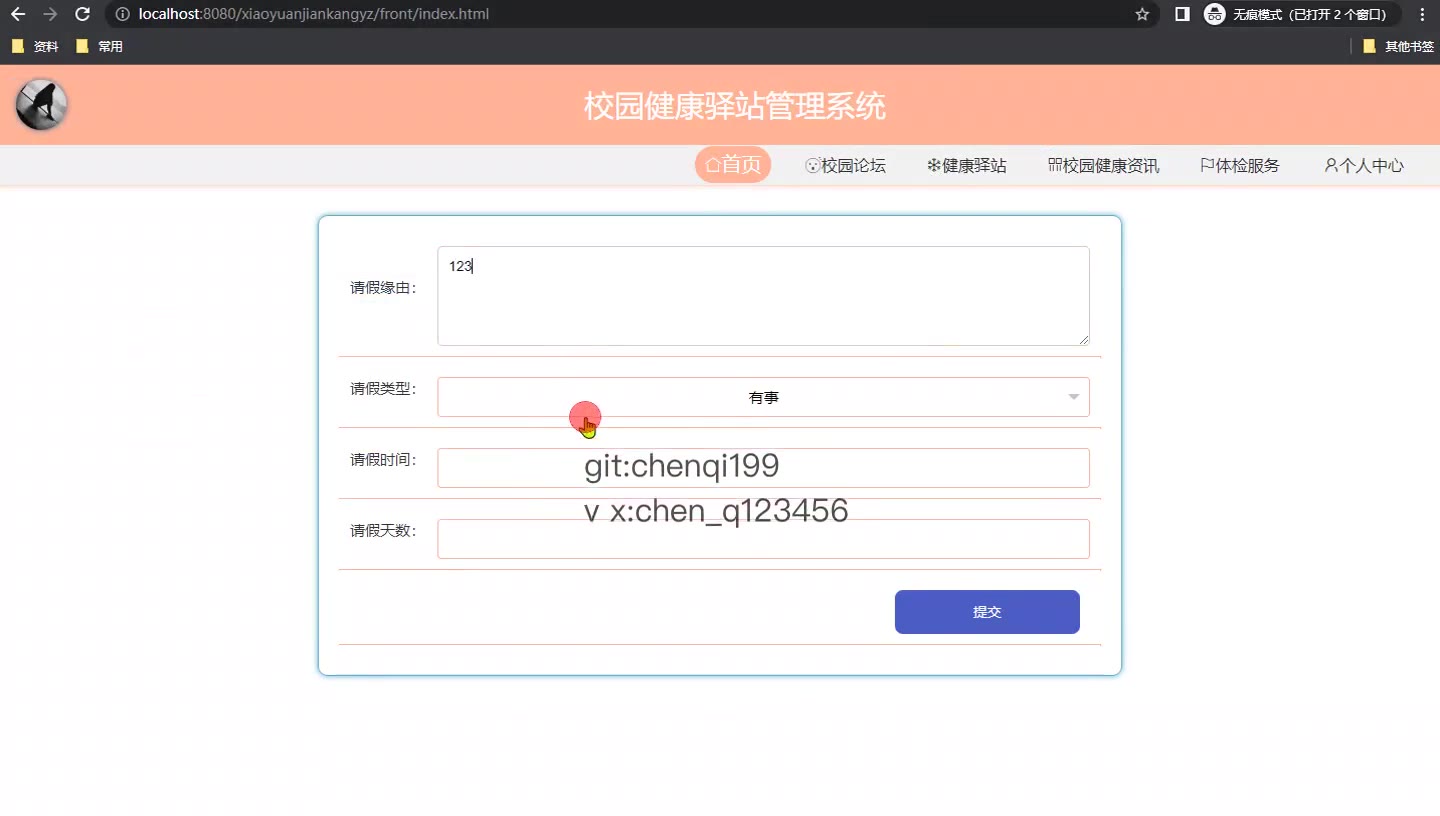 localhost:8080/xiaoyuanjiankangyz/front/index.html
无痕模式（已打开 2 个窗口）
资料
常用
其他书签
校园健康驿站管理系统
首页
校园论坛
健康驿站
校园健康资讯
体检服务
个人中心
请假缘由：
123
请假类型：
有事
请假时间：
git:chenqi199
v x:chen_q123456
请假天数：
提交